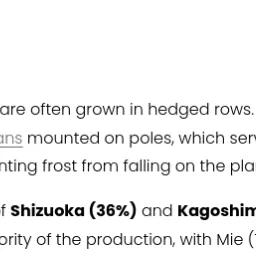 are often grown in hedged rows.
ans mounted on poles, which serv
nting frost from falling on the pla
f Shizuoka (36%) and Kagoshim
ority of the production, with Mie (